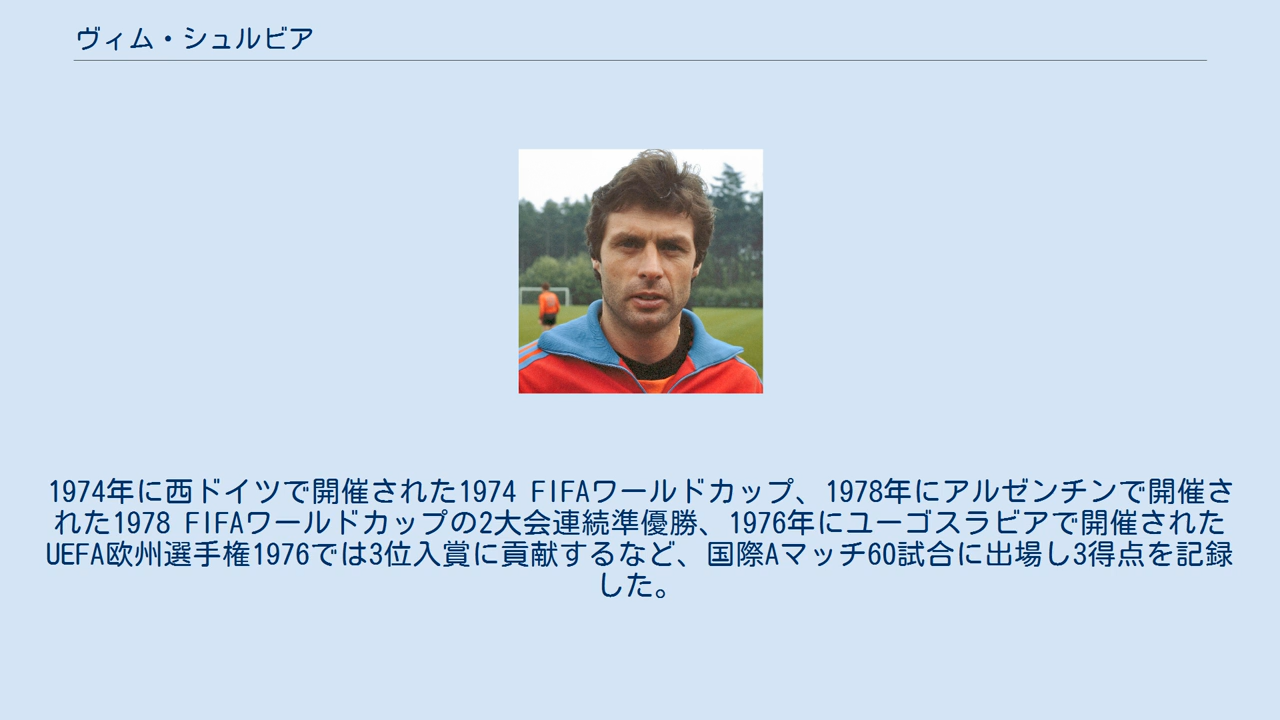 ヴィム・シュルビア
1974年に西ドイツで開催された1974 FIFAワールドカップ、1978年にアルゼンチンで開催さ
れた1978 FIFAワールドカップの2大会連続準優勝、1976年にユーゴスラビアで開催された
UEFA欧州選手権1976では3位入賞に貢献するなど、国際Aマッチ60試合に出場し3得点を記録
した。